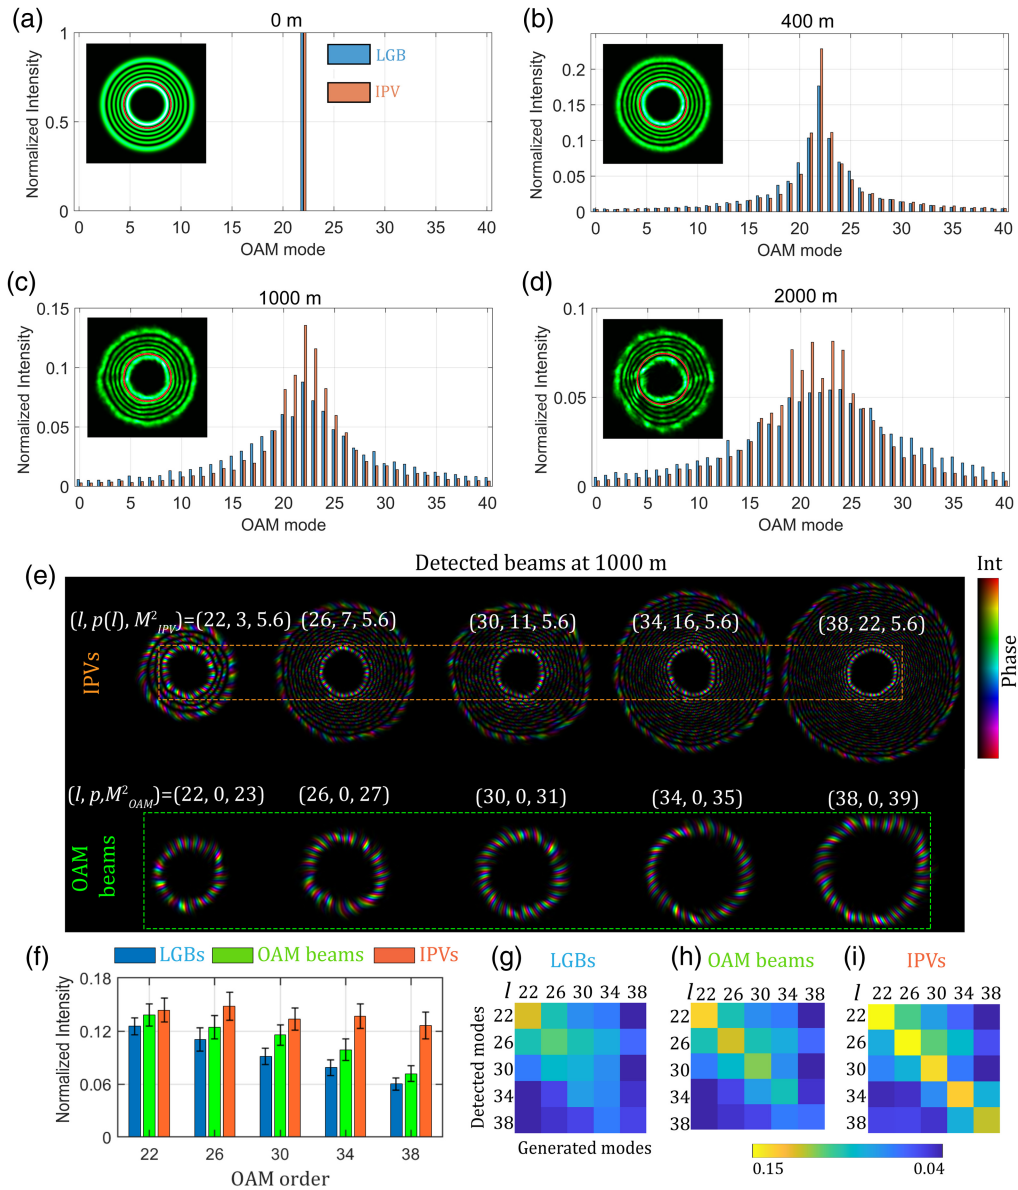 (a)
0 m
Normalized Intensity
1
0.5
0
LGB
IPV
0 5 10 15 20 25 30 35 40
OAM mode
(b)
400 m
Normalized Intensity
0.2
0.15
0.1
0.05
0
0 5 10 15 20 25 30 35 40
OAM mode
(c)
1000 m
Normalized Intensity
0.15
0.1
0.05
0
0 5 10 15 20 25 30 35 40
OAM mode
(d)
2000 m
Normalized Intensity
0.1
0.05
0
0 5 10 15 20 25 30 35 40
OAM mode
(e)
Detected beams at 1000 m
Int
Phase
IPVs
(l, p(l), M²_IPV)=(22, 3, 5.6) (26, 7, 5.6) (30, 11, 5.6) (34, 16, 5.6) (38, 22, 5.6)
OAM
beams
(l, p,M²_OAM)=(22, 0, 23) (26, 0, 27) (30, 0, 31) (34, 0, 35) (38, 0, 39)
(f)
LGBs OAM beams IPVs
Normalized Intensity
0.18
0.12
0.06
0
22 26 30 34 38
OAM order
(g)
LGBs
l 22 26 30 34 38
Detected modes
22
26
30
34
38
Generated modes
(h)
OAM beams
l 22 26 30 34 38
22
26
30
34
38
(i)
IPVs
l 22 26 30 34 38
22
26
30
34
38
0.15 0.04